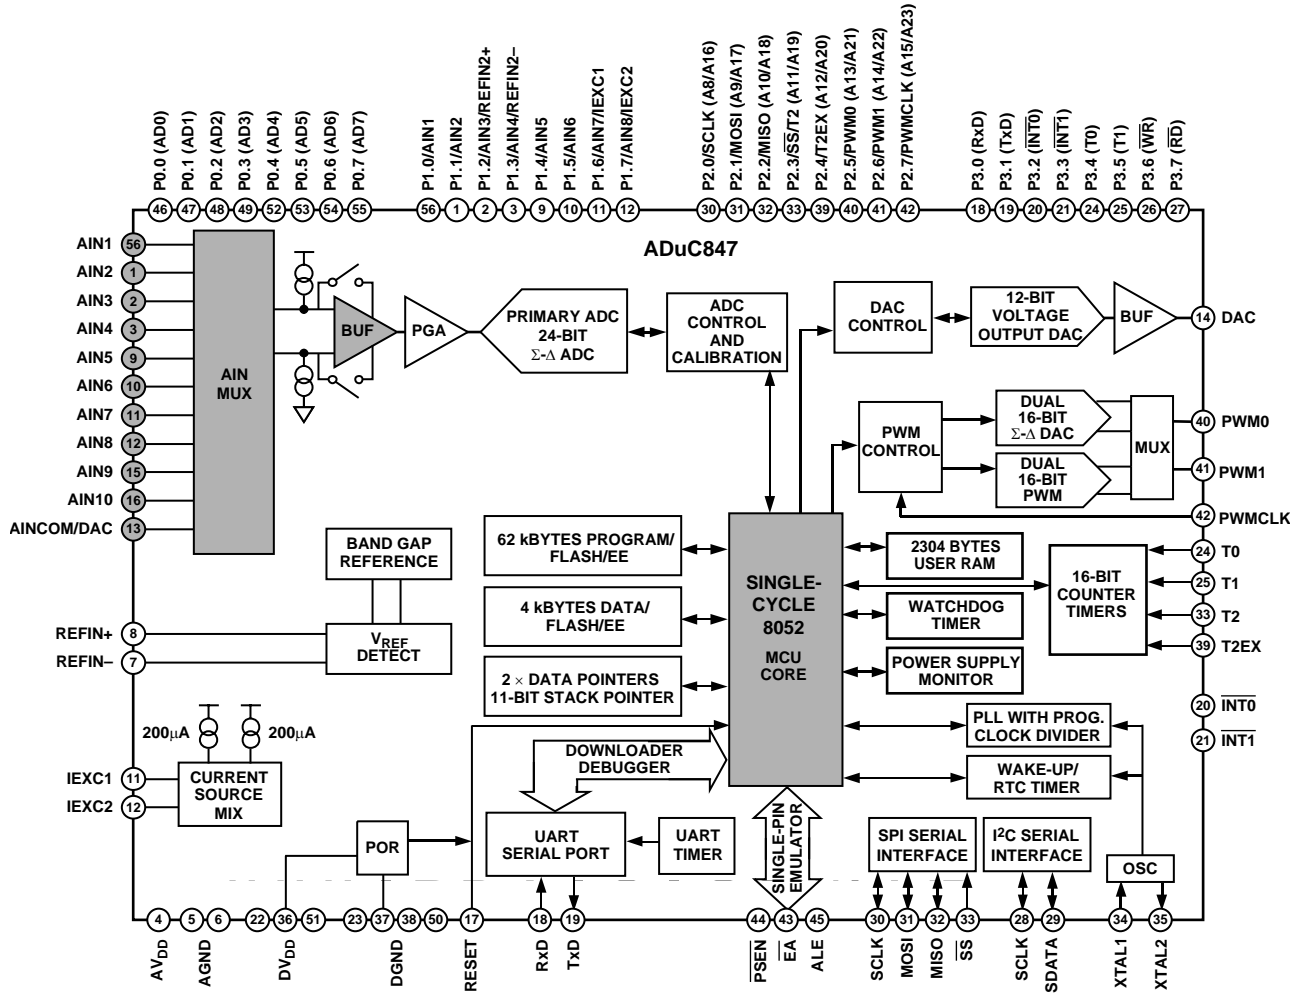 P0.0 (AD0)
P0.1 (AD1)
P0.2 (AD2)
P0.3 (AD3)
P0.4 (AD4)
P0.5 (AD5)
P0.6 (AD6)
P0.7 (AD7)
P1.0/AIN1
P1.1/AIN2
P1.2/AIN3/REFIN2+
P1.3/AIN4/REFIN2–
P1.4/AIN5
P1.5/AIN6
P1.6/AIN7/IEXC1
P1.7/AIN8/IEXC2
P2.0/SCLK (A8/A16)
P2.1/MOSI (A9/A17)
P2.2/MISO (A10/A18)
P2.3/SS/T2 (A11/A19)
P2.4/T2EX (A12/A20)
P2.5/PWM0 (A13/A21)
P2.6/PWM1 (A14/A22)
P2.7/PWMCLK (A15/A23)
P3.0 (RxD)
P3.1 (TxD)
P3.2 (INT0)
P3.3 (INT1)
P3.4 (T0)
P3.5 (T1)
P3.6 (WR)
P3.7 (RD)
46 47 48 49 52 53 54 55 56 1 2 3 9 10 11 12 30 31 32 33 39 40 41 42 18 19 20 21 24 25 26 27
ADuC847
AIN1 56
AIN2 1
AIN3 2
AIN4 3
AIN5 9
AIN6 10
AIN7 11
AIN8 12
AIN9 15
AIN10 16
AINCOM/DAC 13
AIN
MUX
BUF
PGA
PRIMARY ADC
24-BIT
Σ-Δ ADC
ADC
CONTROL
AND
CALIBRATION
DAC
CONTROL
12-BIT
VOLTAGE
OUTPUT DAC
BUF
14 DAC
PWM
CONTROL
DUAL
16-BIT
Σ-Δ DAC
DUAL
16-BIT
PWM
MUX
40 PWM0
41 PWM1
42 PWMCLK
BAND GAP
REFERENCE
VREF
DETECT
REFIN+ 8
REFIN– 7
62 kBYTES PROGRAM/
FLASH/EE
4 kBYTES DATA/
FLASH/EE
2 × DATA POINTERS
11-BIT STACK POINTER
SINGLE-
CYCLE
8052
MCU
CORE
2304 BYTES
USER RAM
WATCHDOG
TIMER
POWER SUPPLY
MONITOR
16-BIT
COUNTER
TIMERS
24 T0
25 T1
33 T2
39 T2EX
20 INT0
21 INT1
PLL WITH PROG.
CLOCK DIVIDER
WAKE-UP/
RTC TIMER
200μA
200μA
IEXC1 11
IEXC2 12
CURRENT
SOURCE
MIX
DOWNLOADER
DEBUGGER
POR
UART
SERIAL PORT
UART
TIMER
SINGLE-PIN
EMULATOR
SPI SERIAL
INTERFACE
I2C SERIAL
INTERFACE
OSC
4 5 6 22 36 51 23 37 38 50 17 18 19 44 43 45 30 31 32 33 28 29 34 35
AVDD
AGND
DVDD
DGND
RESET
RxD
TxD
PSEN
EA
ALE
SCLK
MOSI
MISO
SS
SCLK
SDATA
XTAL1
XTAL2